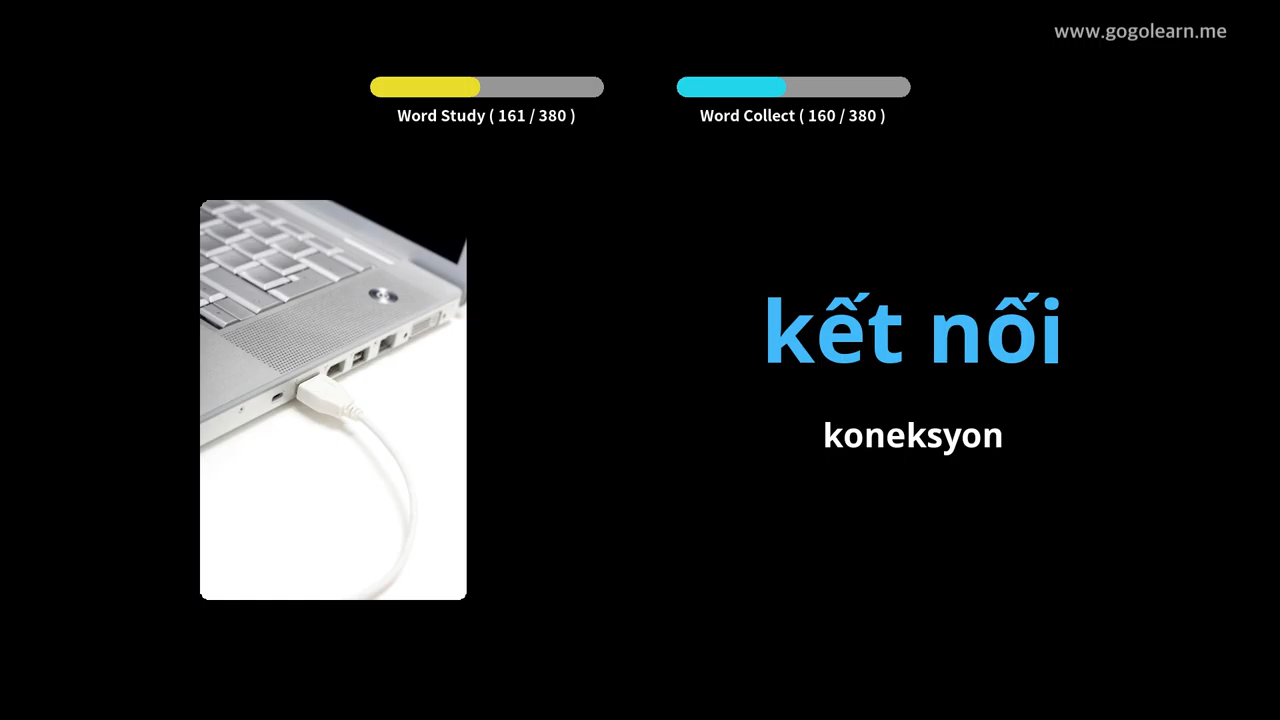 www.gogolearn.me
Word Study ( 161 / 380 )
Word Collect ( 160 / 380 )
kết nối
koneksyon